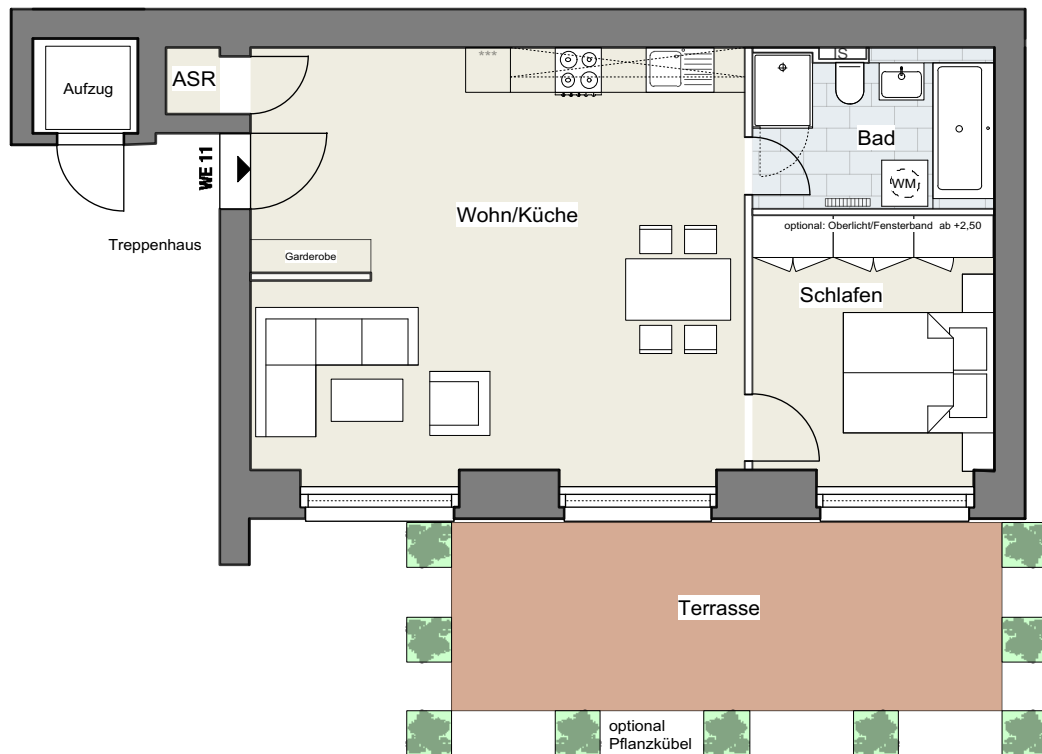 ***
S
Aufzug
ASR
Bad
WE 11
WM
Wohn/Küche
optional: Oberlicht/Fensterband ab +2,50
Treppenhaus
Garderobe
Schlafen
Terrasse
optional
Pflanzkübel